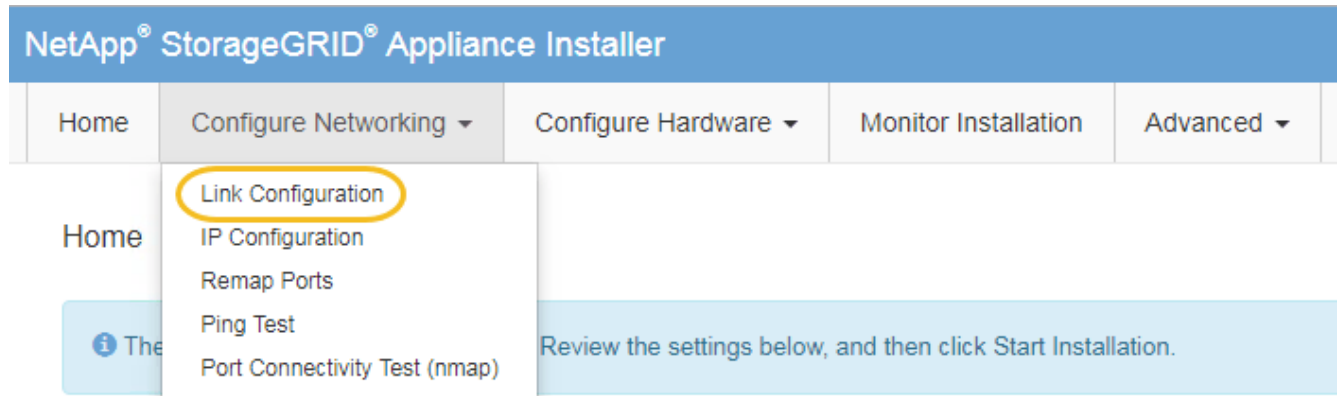 NetApp® StorageGRID® Appliance Installer
Home Configure Networking Configure Hardware Monitor Installation Advanced
Link Configuration
Home
IP Configuration
Remap Ports
Ping Test
The Review the settings below, and then click Start Installation.
Port Connectivity Test (nmap)